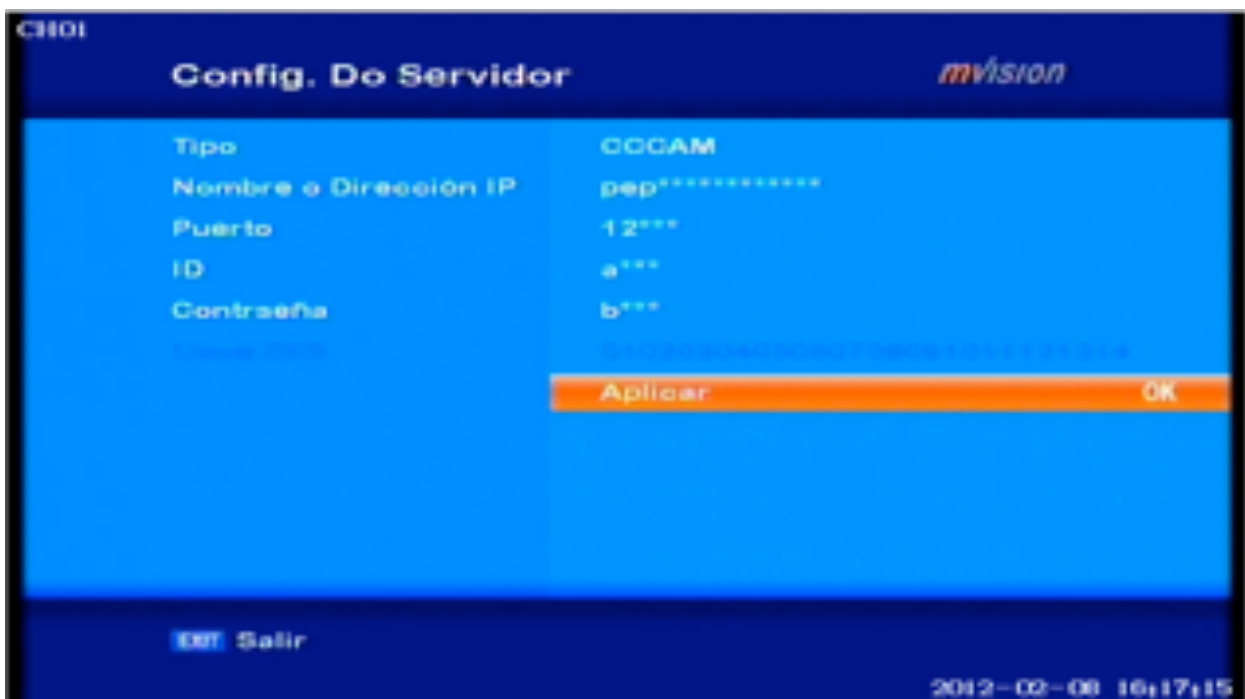 CH01
Config. Do Servidor
mvision
Tipo CCCAM
Nombre o Dirección IP pep************
Puerto 12***
ID a***
Contrseña b***
Aplicar OK
EXIT Salir
2012-02-08 16:17:15